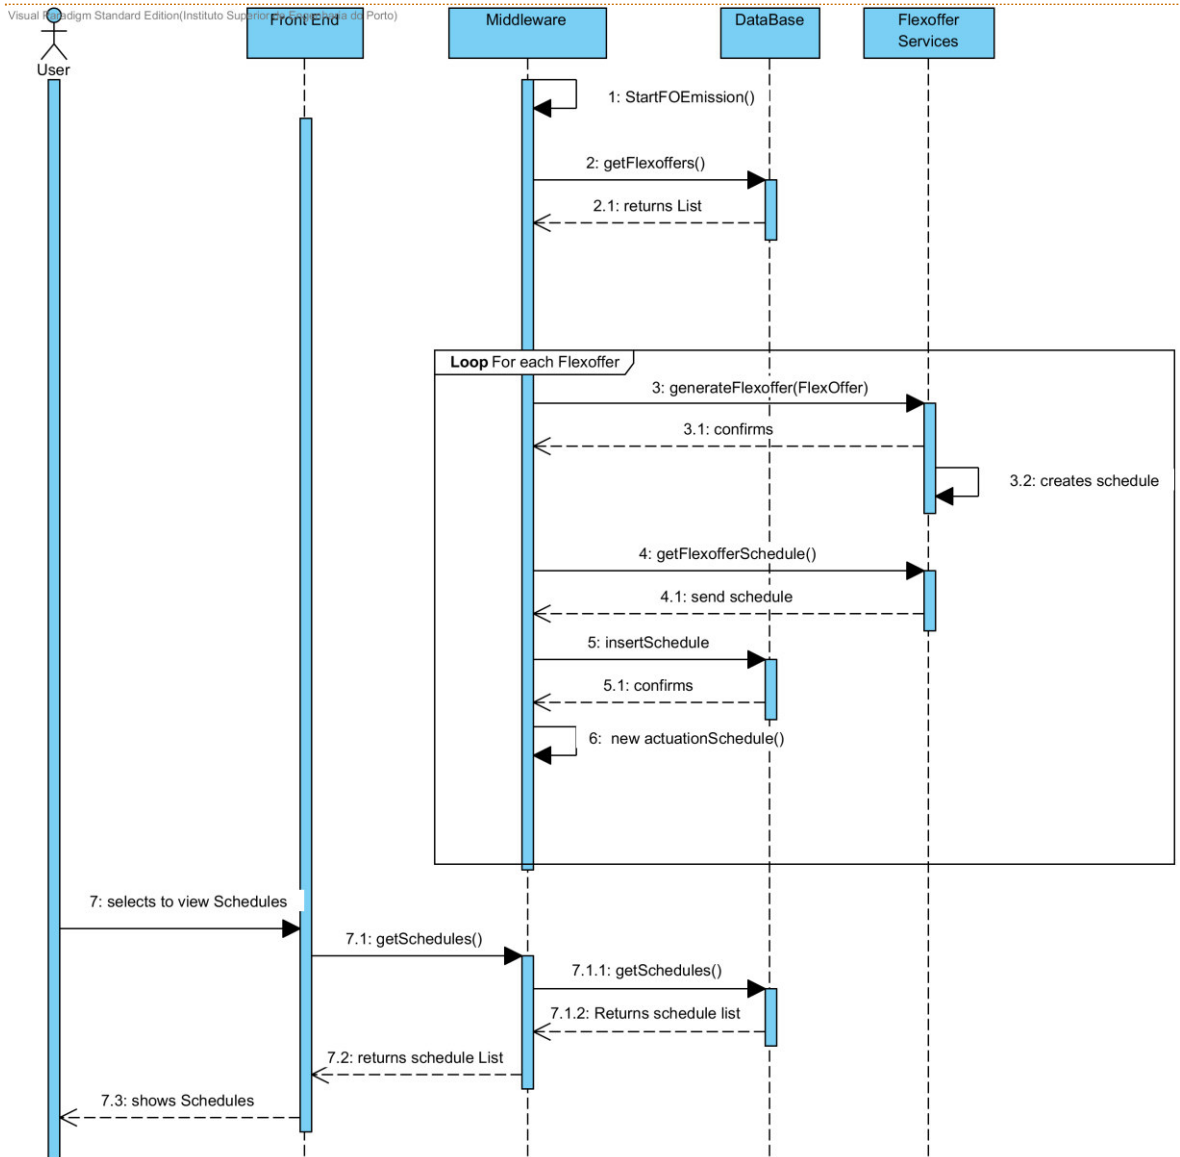 Visual Paradigm Standard Edition(Instituto Superior de Engenharia do Porto)
User
Front End
Middleware
DataBase
Flexoffer
Services
1: StartFOEmission()
2: getFlexoffers()
2.1: returns List
Loop For each Flexoffer
3: generateFlexoffer(FlexOffer)
3.1: confirms
3.2: creates schedule
4: getFlexofferSchedule()
4.1: send schedule
5: insertSchedule
5.1: confirms
6:  new actuationSchedule()
7: selects to view Schedules
7.1: getSchedules()
7.1.1: getSchedules()
7.1.2: Returns schedule list
7.2: returns schedule List
7.3: shows Schedules